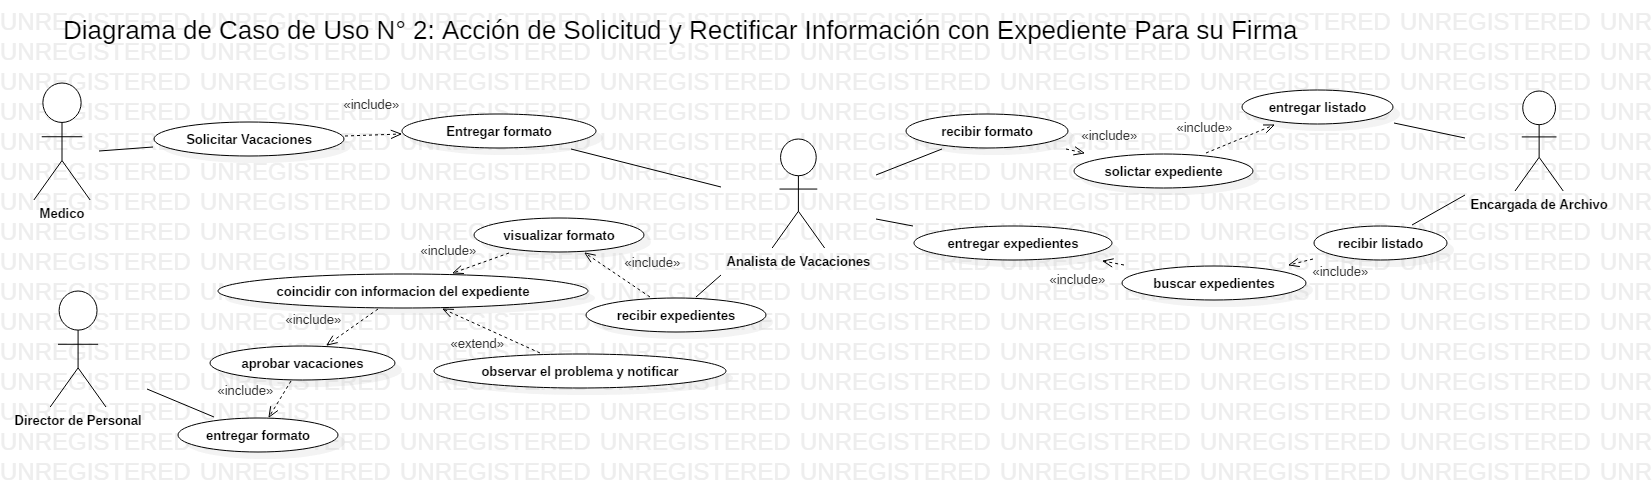 Diagrama de Caso de Uso N° 2: Acción de Solicitud y Rectificar Información con Expediente Para su Firma
«include»
Solicitar Vacaciones
Entregar formato
Medico
recibir formato
«include»
«include»
entregar listado
solictar expediente
Encargada de Archivo
visualizar formato
«include»
«include»
Analista de Vacaciones
entregar expedientes
recibir listado
«include»
«include»
buscar expedientes
coincidir con informacion del expediente
recibir expedientes
«include»
«extend»
aprobar vacaciones
observar el problema y notificar
«include»
Director de Personal
entregar formato
UNREGISTERED